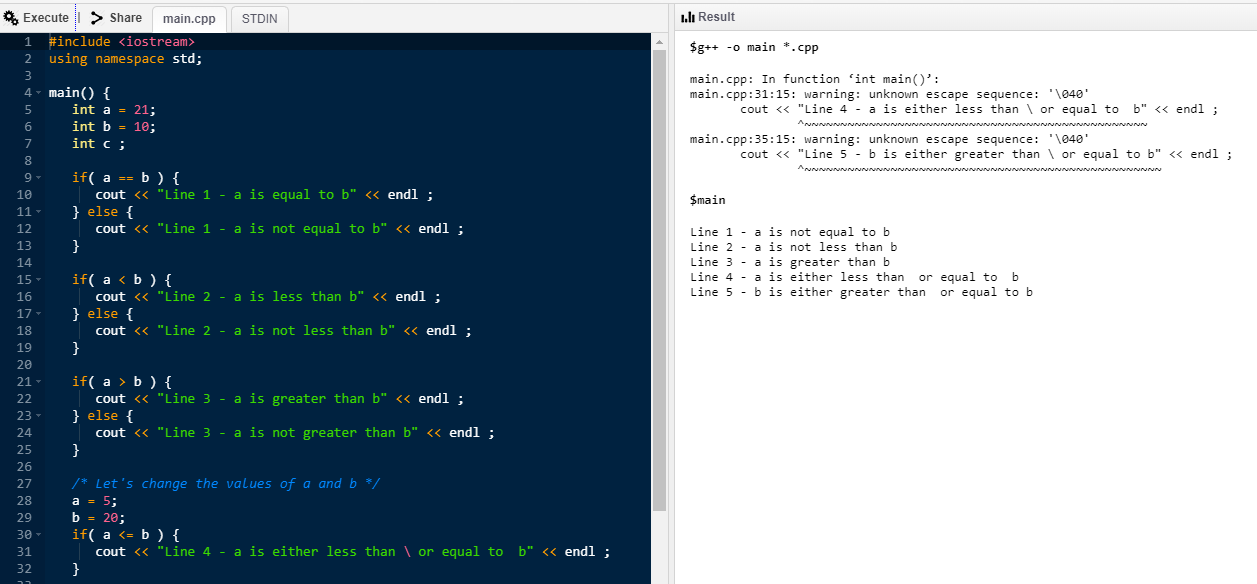 Execute | Share main.cpp STDIN
1 #include <iostream>
2 using namespace std;
3
4 main() {
5 int a = 21;
6 int b = 10;
7 int c ;
8
9 if( a == b ) {
10 cout << "Line 1 - a is equal to b" << endl ;
11 } else {
12 cout << "Line 1 - a is not equal to b" << endl ;
13 }
14
15 if( a < b ) {
16 cout << "Line 2 - a is less than b" << endl ;
17 } else {
18 cout << "Line 2 - a is not less than b" << endl ;
19 }
20
21 if( a > b ) {
22 cout << "Line 3 - a is greater than b" << endl ;
23 } else {
24 cout << "Line 3 - a is not greater than b" << endl ;
25 }
26
27 /* Let's change the values of a and b */
28 a = 5;
29 b = 20;
30 if( a <= b ) {
31 cout << "Line 4 - a is either less than \ or equal to  b" << endl ;
32 }
Result
$g++ -o main *.cpp
main.cpp: In function ‘int main()’:
main.cpp:31:15: warning: unknown escape sequence: '\040'
cout << "Line 4 - a is either less than \ or equal to  b" << endl ;
^~~~~~~~~~~~~~~~~~~~~~~~~~~~~~~~~~~~~~~~~~~~~~~~~
main.cpp:35:15: warning: unknown escape sequence: '\040'
cout << "Line 5 - b is either greater than \ or equal to b" << endl ;
^~~~~~~~~~~~~~~~~~~~~~~~~~~~~~~~~~~~~~~~~~~~~~~~~~~
$main
Line 1 - a is not equal to b
Line 2 - a is not less than b
Line 3 - a is greater than b
Line 4 - a is either less than  or equal to  b
Line 5 - b is either greater than  or equal to b